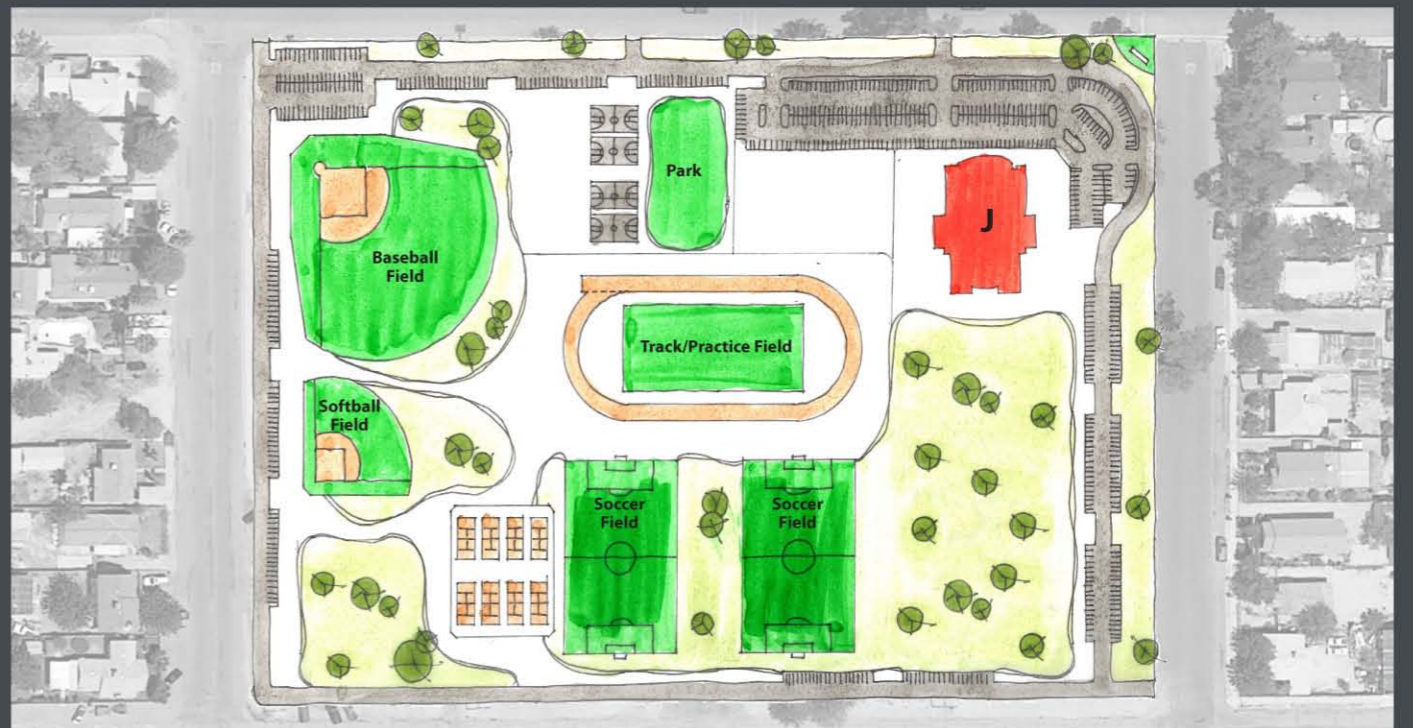 Park
J
Baseball
Field
Track/Practice Field
Softball
Field
Soccer
Field
Soccer
Field